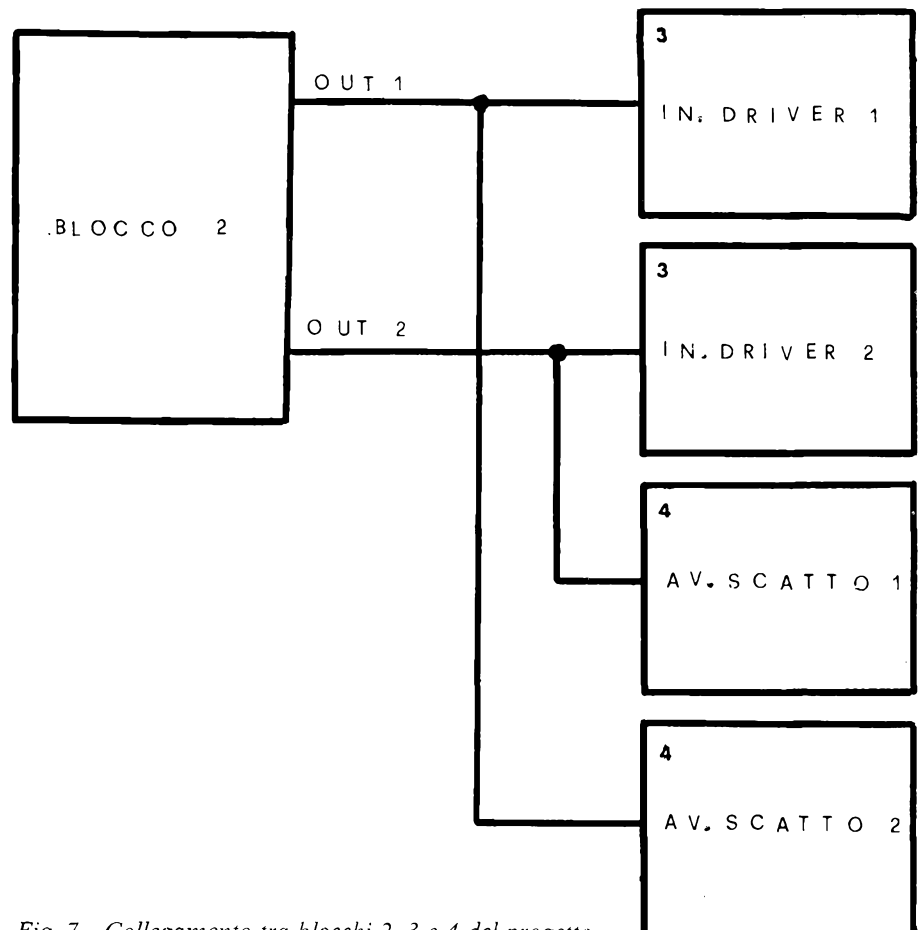 3
OUT 1
IN. DRIVER 1
.BLOCCO 2
3
OUT 2
IN. DRIVER 2
4
AV. SCATTO 1
4
AV. SCATTO 2
Fig. 7 - Collegamento tra blocchi 2, 3 e 4 del progetto